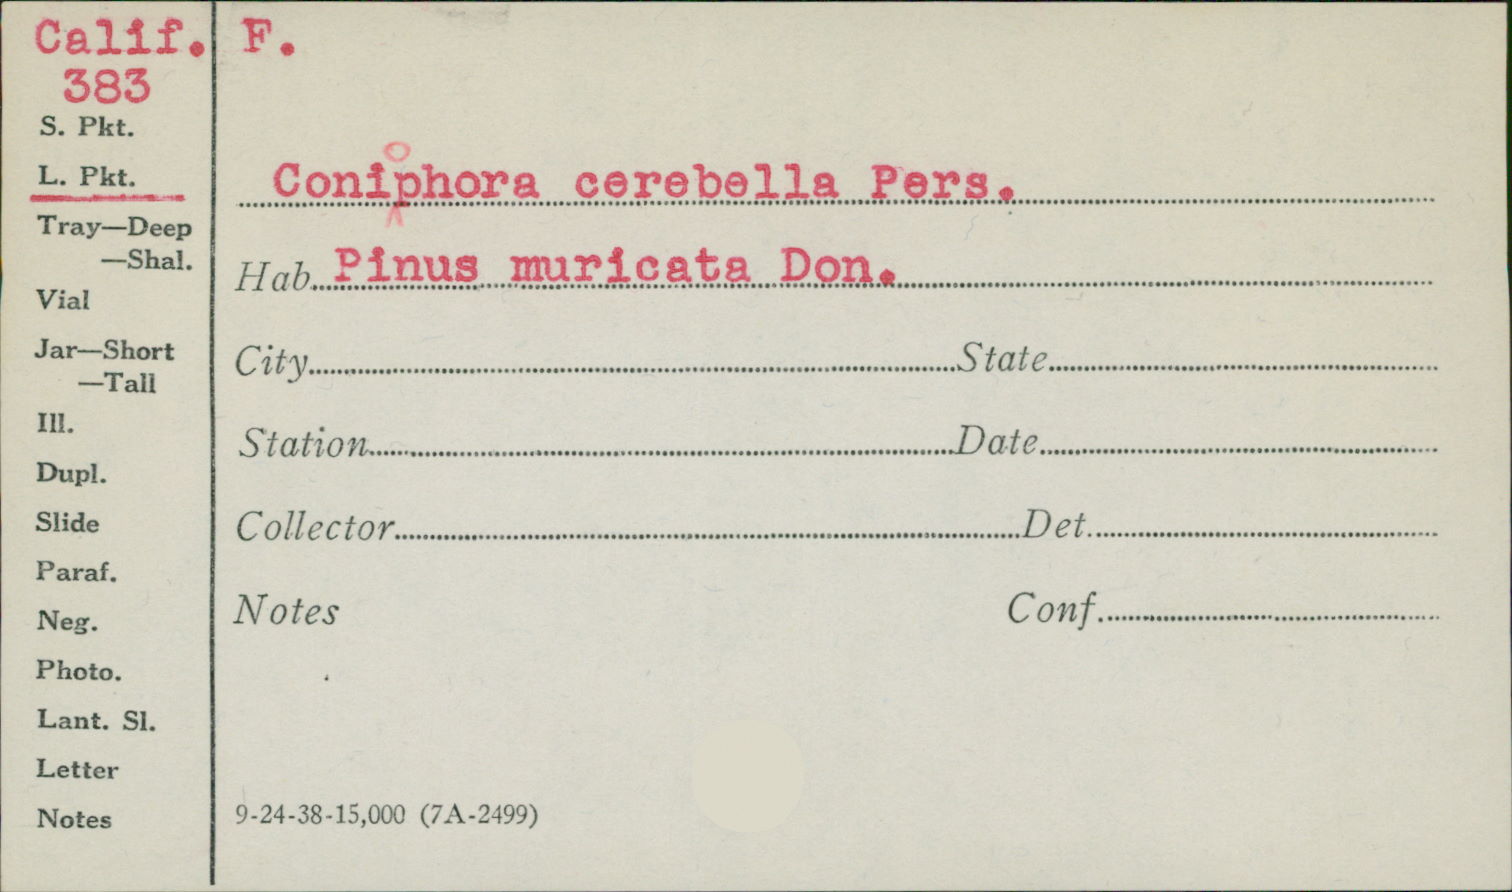 Calif. F.
383
S. Pkt.
L. Pkt.
Tray—Deep
—Shal.
Vial
Jar—Short
—Tall
Ill.
Dupl.
Slide
Paraf.
Neg.
Photo.
Lant. Sl.
Letter
Notes
Coniophora cerebella Pers.
Hab. Pinus muricata Don.
City State
Station Date
Collector Det.
Notes Conf.
9-24-38-15,000 (7A-2499)